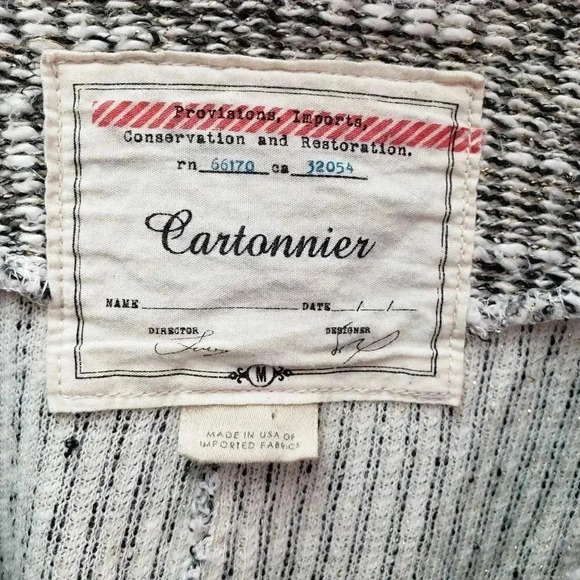 Provisions, Imports,
Conservation and Restoration.
rn 66170 ca 32054
Cartonnier
NAME DATE / /
DIRECTOR DESIGNER
M
MADE IN USA OF
IMPORTED FABRICS